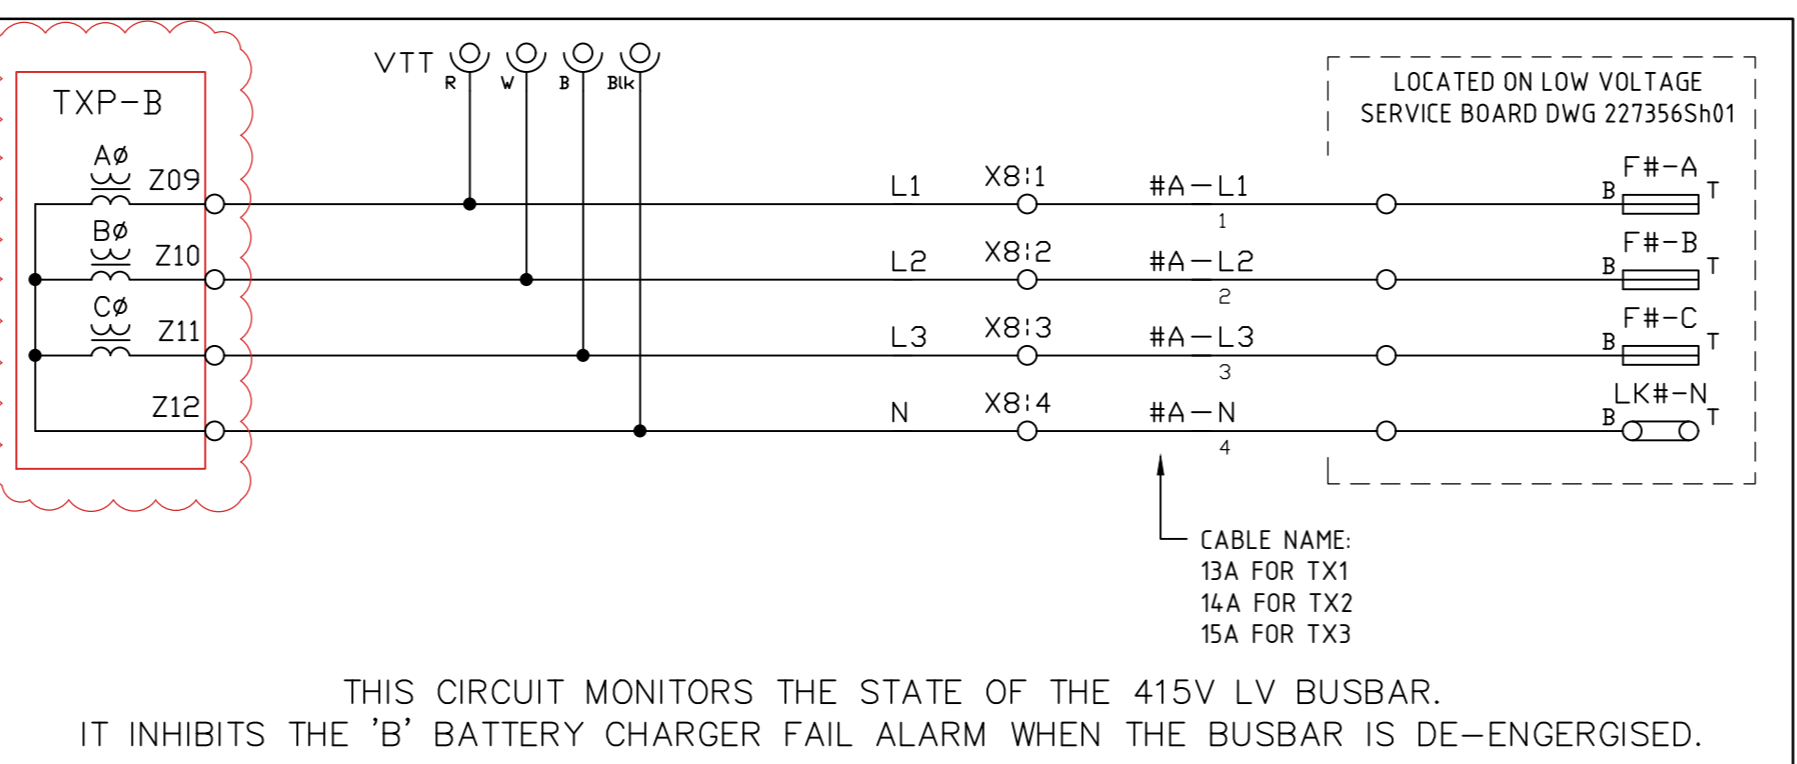 VTT
R W B Blk
LOCATED ON LOW VOLTAGE
SERVICE BOARD DWG 227356Sh01
TXP-B
AØ Z09 L1 X8:1 #A-L1 B F#-A T
1
BØ Z10 L2 X8:2 #A-L2 B F#-B T
2
CØ Z11 L3 X8:3 #A-L3 B F#-C T
3
Z12 N X8:4 #A-N B LK#-N T
4
CABLE NAME:
13A FOR TX1
14A FOR TX2
15A FOR TX3
THIS CIRCUIT MONITORS THE STATE OF THE 415V LV BUSBAR.
IT INHIBITS THE 'B' BATTERY CHARGER FAIL ALARM WHEN THE BUSBAR IS DE-ENGERGISED.